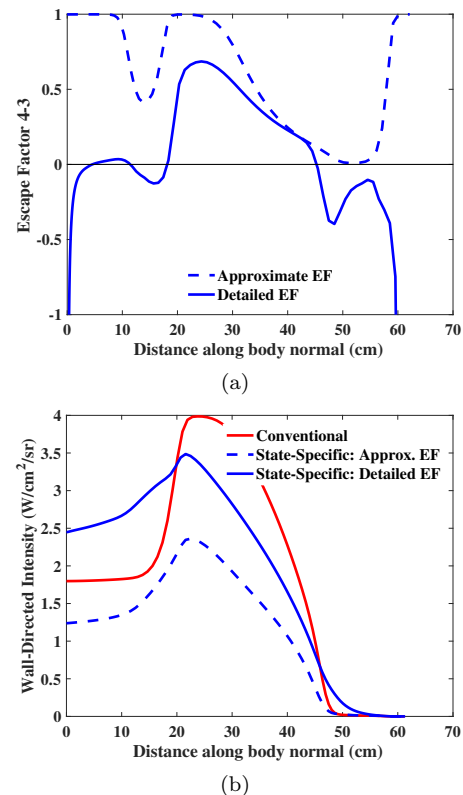 1
0.5
0
-0.5
-1
Escape Factor 4-3
Approximate EF
Detailed EF
0 10 20 30 40 50 60 70
Distance along body normal (cm)
(a)
4
3.5
3
2.5
2
1.5
1
0.5
0
Wall-Directed Intensity (W/cm²/sr)
Conventional
State-Specific: Approx. EF
State-Specific: Detailed EF
0 10 20 30 40 50 60 70
Distance along body normal (cm)
(b)